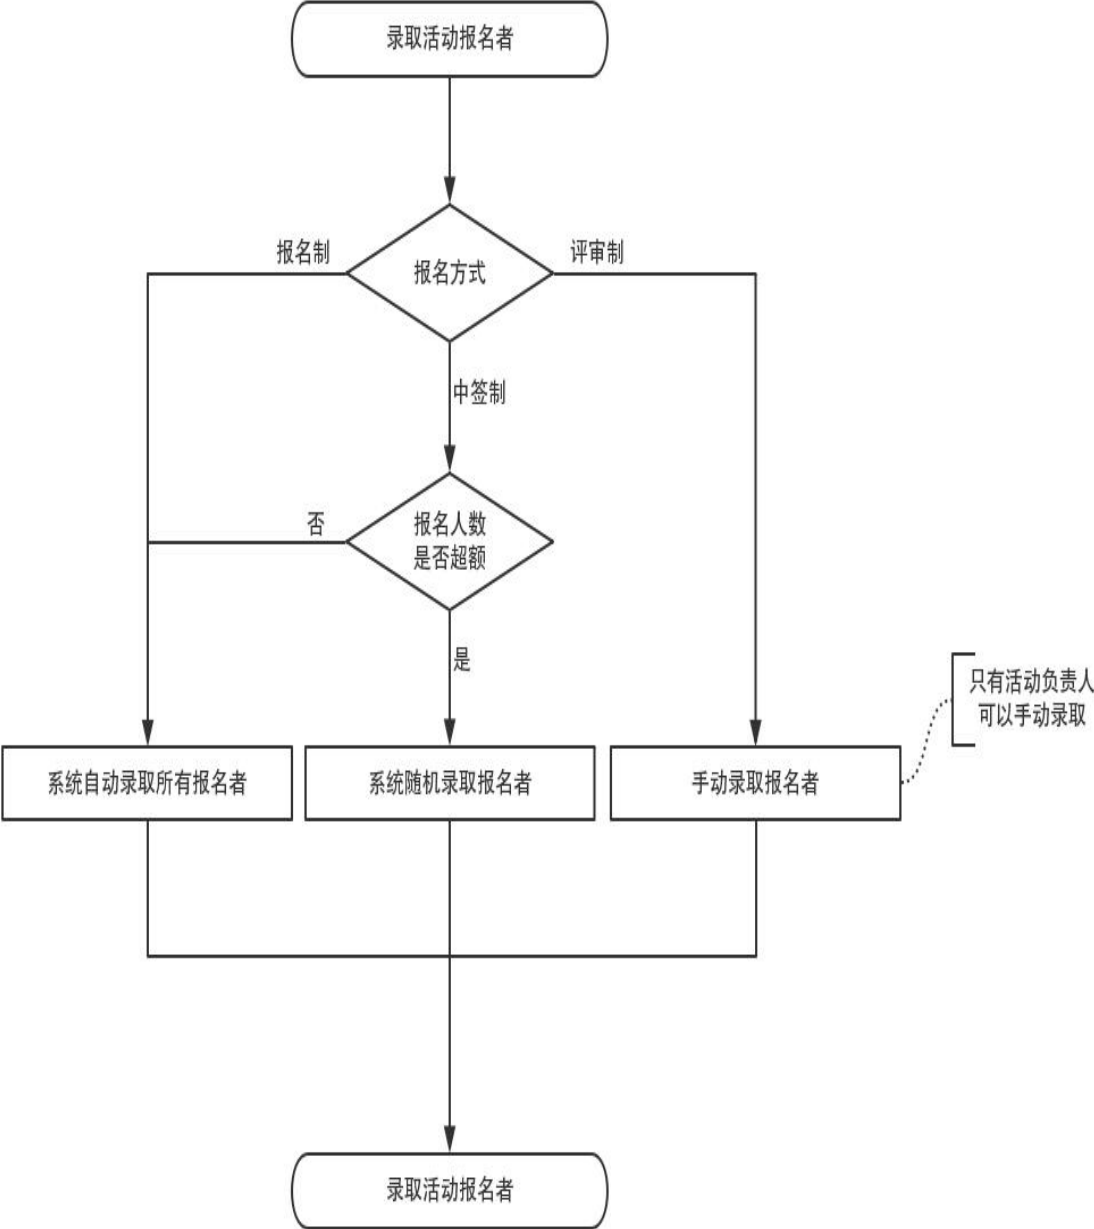 录取活动报名者
报名制
报名方式
评审制
中签制
否
报名人数
是否超额
是
只有活动负责人
可以手动录取
系统自动录取所有报名者
系统随机录取报名者
手动录取报名者
录取活动报名者